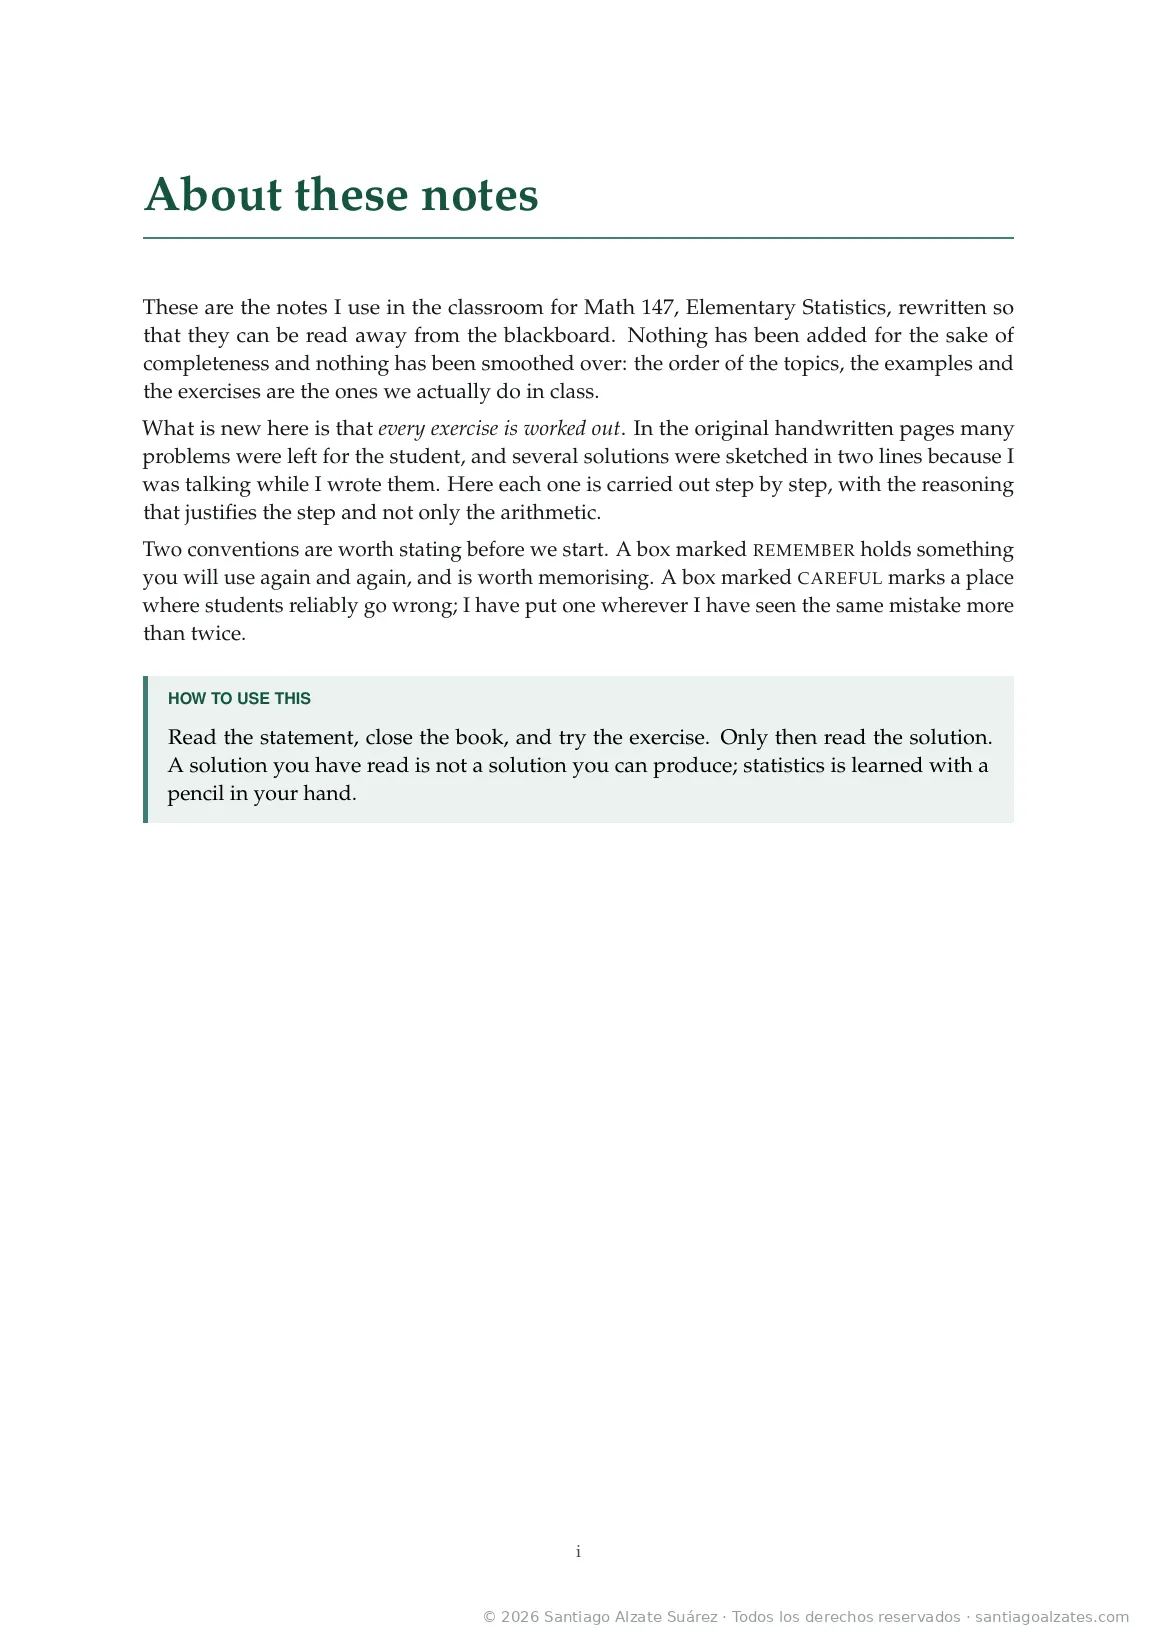 About these notes
These are the notes I use in the classroom for Math 147, Elementary Statistics, rewritten so
that they can be read away from the blackboard. Nothing has been added for the sake of
completeness and nothing has been smoothed over: the order of the topics, the examples and
the exercises are the ones we actually do in class.
What is new here is that every exercise is worked out. In the original handwritten pages many
problems were left for the student, and several solutions were sketched in two lines because I
was talking while I wrote them. Here each one is carried out step by step, with the reasoning
that justifies the step and not only the arithmetic.
Two conventions are worth stating before we start. A box marked REMEMBER holds something
you will use again and again, and is worth memorising. A box marked CAREFUL marks a place
where students reliably go wrong; I have put one wherever I have seen the same mistake more
than twice.
HOW TO USE THIS
Read the statement, close the book, and try the exercise. Only then read the solution.
A solution you have read is not a solution you can produce; statistics is learned with a
pencil in your hand.
i
© 2026 Santiago Alzate Suárez · Todos los derechos reservados · santiagoalzates.com